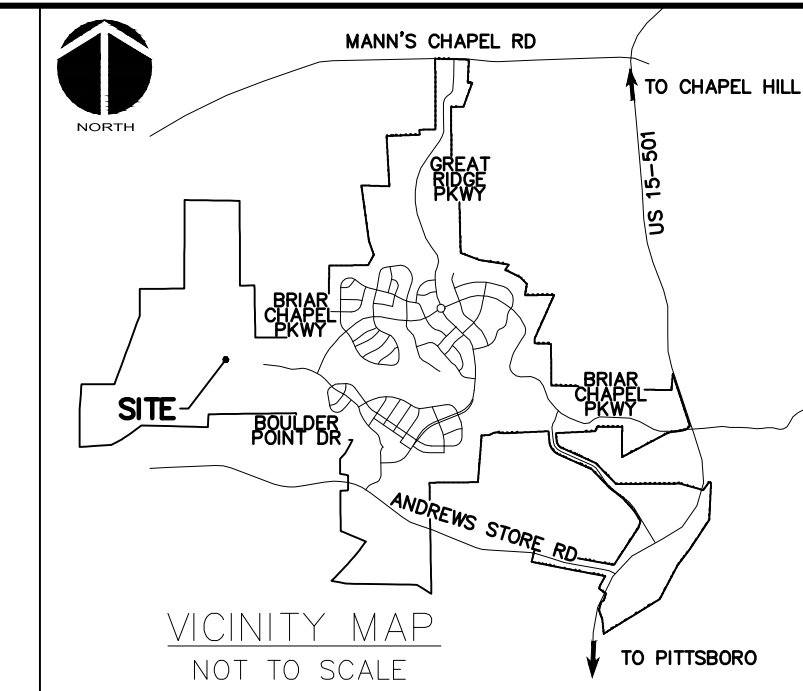 MANN'S CHAPEL RD
NORTH
TO CHAPEL HILL
US 15-501
GREAT
RIDGE
PKWY
BRIAR
CHAPEL
PKWY
SITE
BOULDER
POINT DR
BRIAR
CHAPEL
PKWY
ANDREWS STORE RD
VICINITY MAP
NOT TO SCALE
TO PITTSBORO